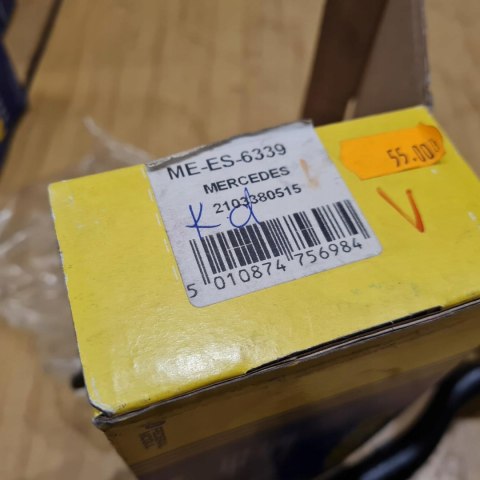 ME-ES-6339
55.00
MERCEDES
2103380515
Kd
V
5 010874 756984